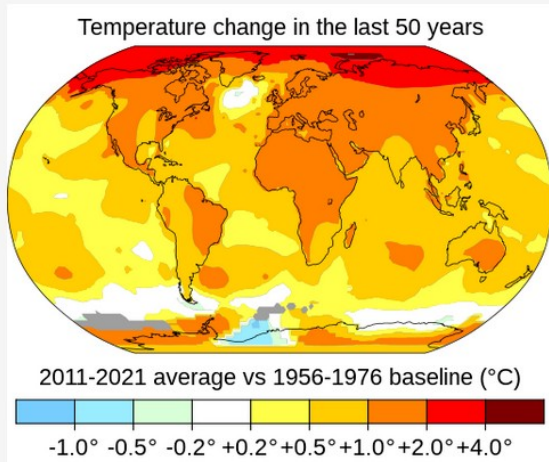 Temperature change in the last 50 years
2011-2021 average vs 1956-1976 baseline (°C)
-1.0° -0.5° -0.2° +0.2° +0.5° +1.0° +2.0° +4.0°